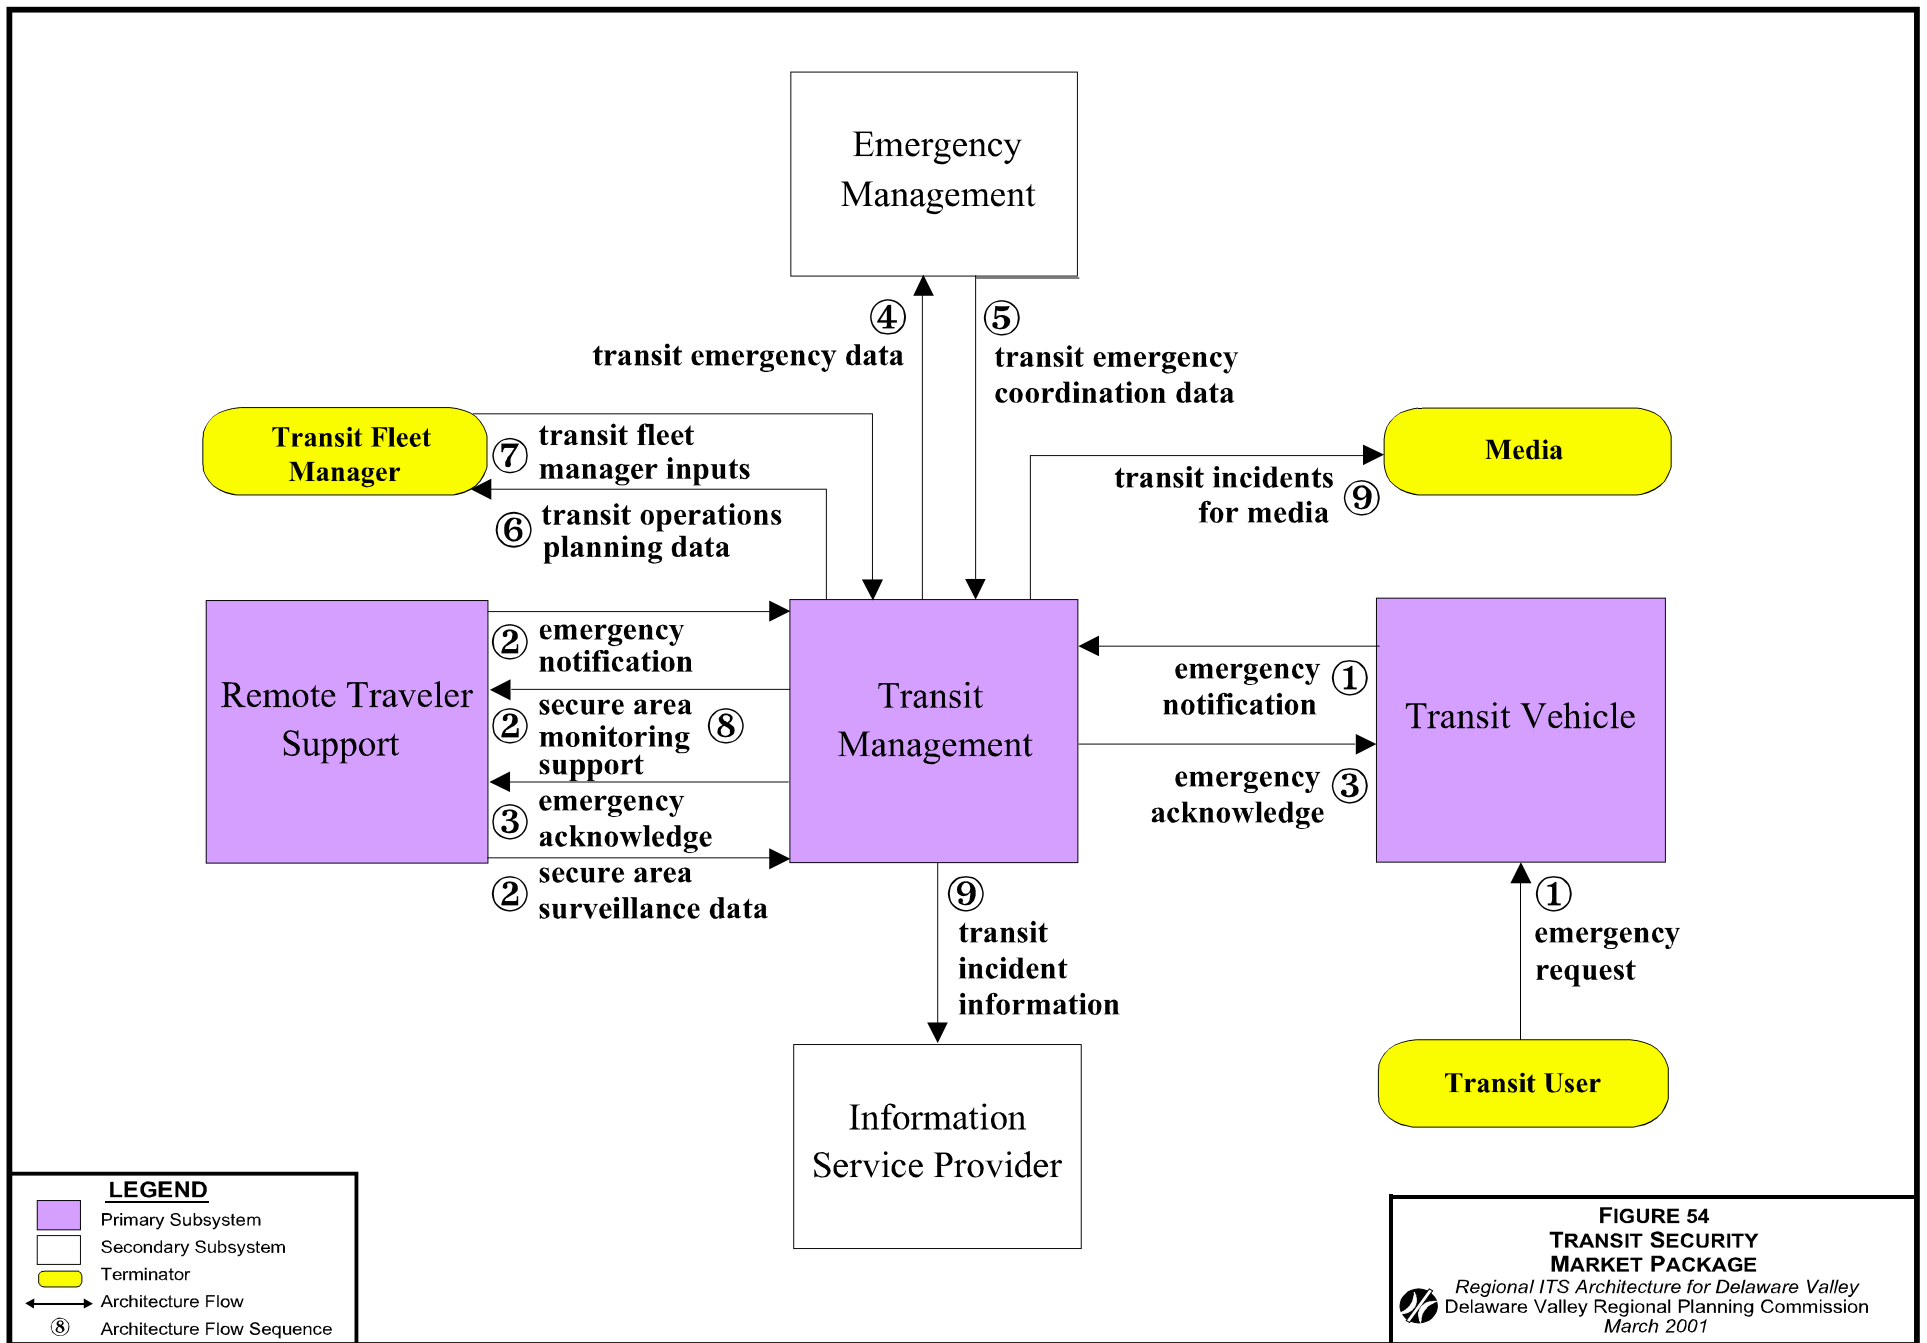 Emergency
Management
④
⑤
transit emergency data
transit emergency
coordination data
Transit Fleet
Manager
⑦
transit fleet
manager inputs
⑥
transit operations
planning data
Media
transit incidents
for media
⑨
Remote Traveler
Support
②
emergency
notification
②
secure area
monitoring
support
⑧
③
emergency
acknowledge
②
secure area
surveillance data
Transit
Management
emergency
notification
①
emergency
acknowledge
③
Transit Vehicle
⑨
transit
incident
information
①
emergency
request
Information
Service Provider
Transit User
LEGEND
Primary Subsystem
Secondary Subsystem
Terminator
Architecture Flow
⑧ Architecture Flow Sequence
FIGURE 54
TRANSIT SECURITY
MARKET PACKAGE
Regional ITS Architecture for Delaware Valley
Delaware Valley Regional Planning Commission
March 2001